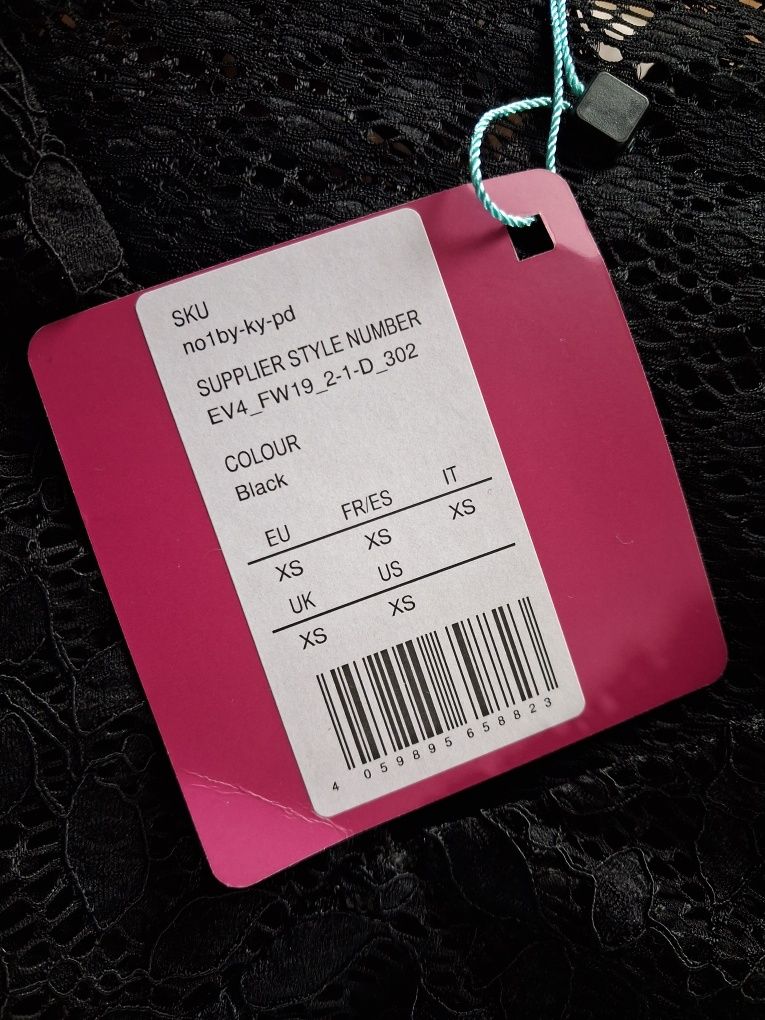 SKU
no1by-ky-pd
SUPPLIER STYLE NUMBER
EV4_FW19_2-1-D_302
COLOUR
Black
EU FR/ES IT
XS XS XS
UK US
XS XS
4 059895 658823